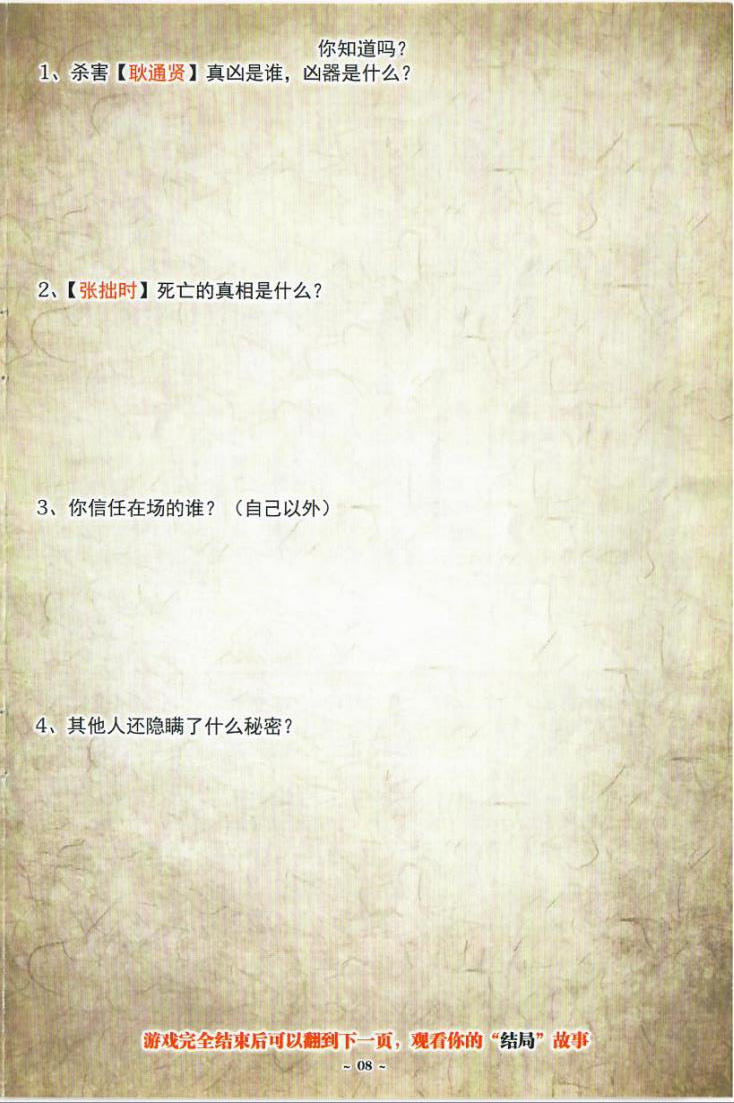 你知道吗？
1、杀害【耿通贤】真凶是谁，凶器是什么？
2、【张拙时】死亡的真相是什么？
3、你信任在场的谁？（自己以外）
4、其他人还隐瞒了什么秘密？
游戏完全结束后可以翻到下一页，观看你的“结局”故事
~ 08 ~